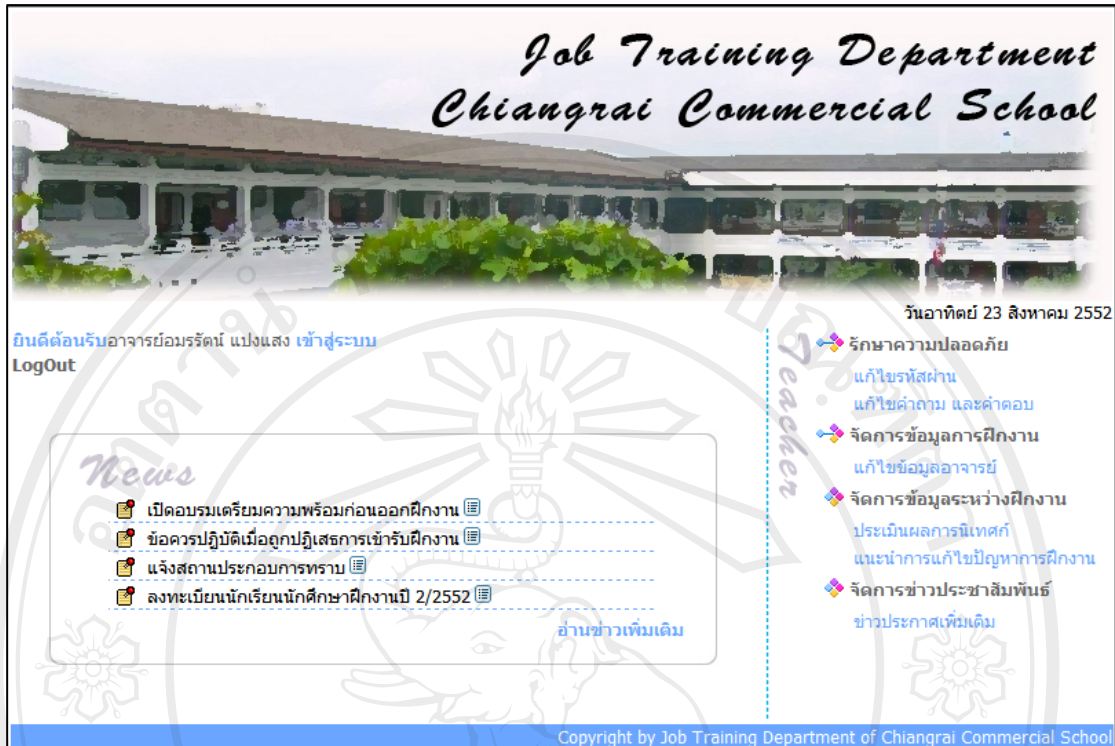 Job Training Department
Chiangrai Commercial School
วันอาทิตย์ 23 สิงหาคม 2552
ยินดีต้อนรับอาจารย์อมรรัตน์ แปงแสง เข้าสู่ระบบ
LogOut
News
เปิดอบรมเตรียมความพร้อมก่อนออกฝึกงาน
ข้อควรปฏิบัติเมื่อถูกปฏิเสธการเข้ารับฝึกงาน
แจ้งสถานประกอบการทราบ
ลงทะเบียนนักเรียนนักศึกษาฝึกงานปี 2/2552
อ่านข่าวเพิ่มเติม
Teacher
รักษาความปลอดภัย
แก้ไขรหัสผ่าน
แก้ไขคำถาม และคำตอบ
จัดการข้อมูลการฝึกงาน
แก้ไขข้อมูลอาจารย์
จัดการข้อมูลระหว่างฝึกงาน
ประเมินผลการนิเทศก์
แนะนำการแก้ไขปัญหาการฝึกงาน
จัดการข่าวประชาสัมพันธ์
ข่าวประกาศเพิ่มเติม
Copyright by Job Training Department of Chiangrai Commercial School